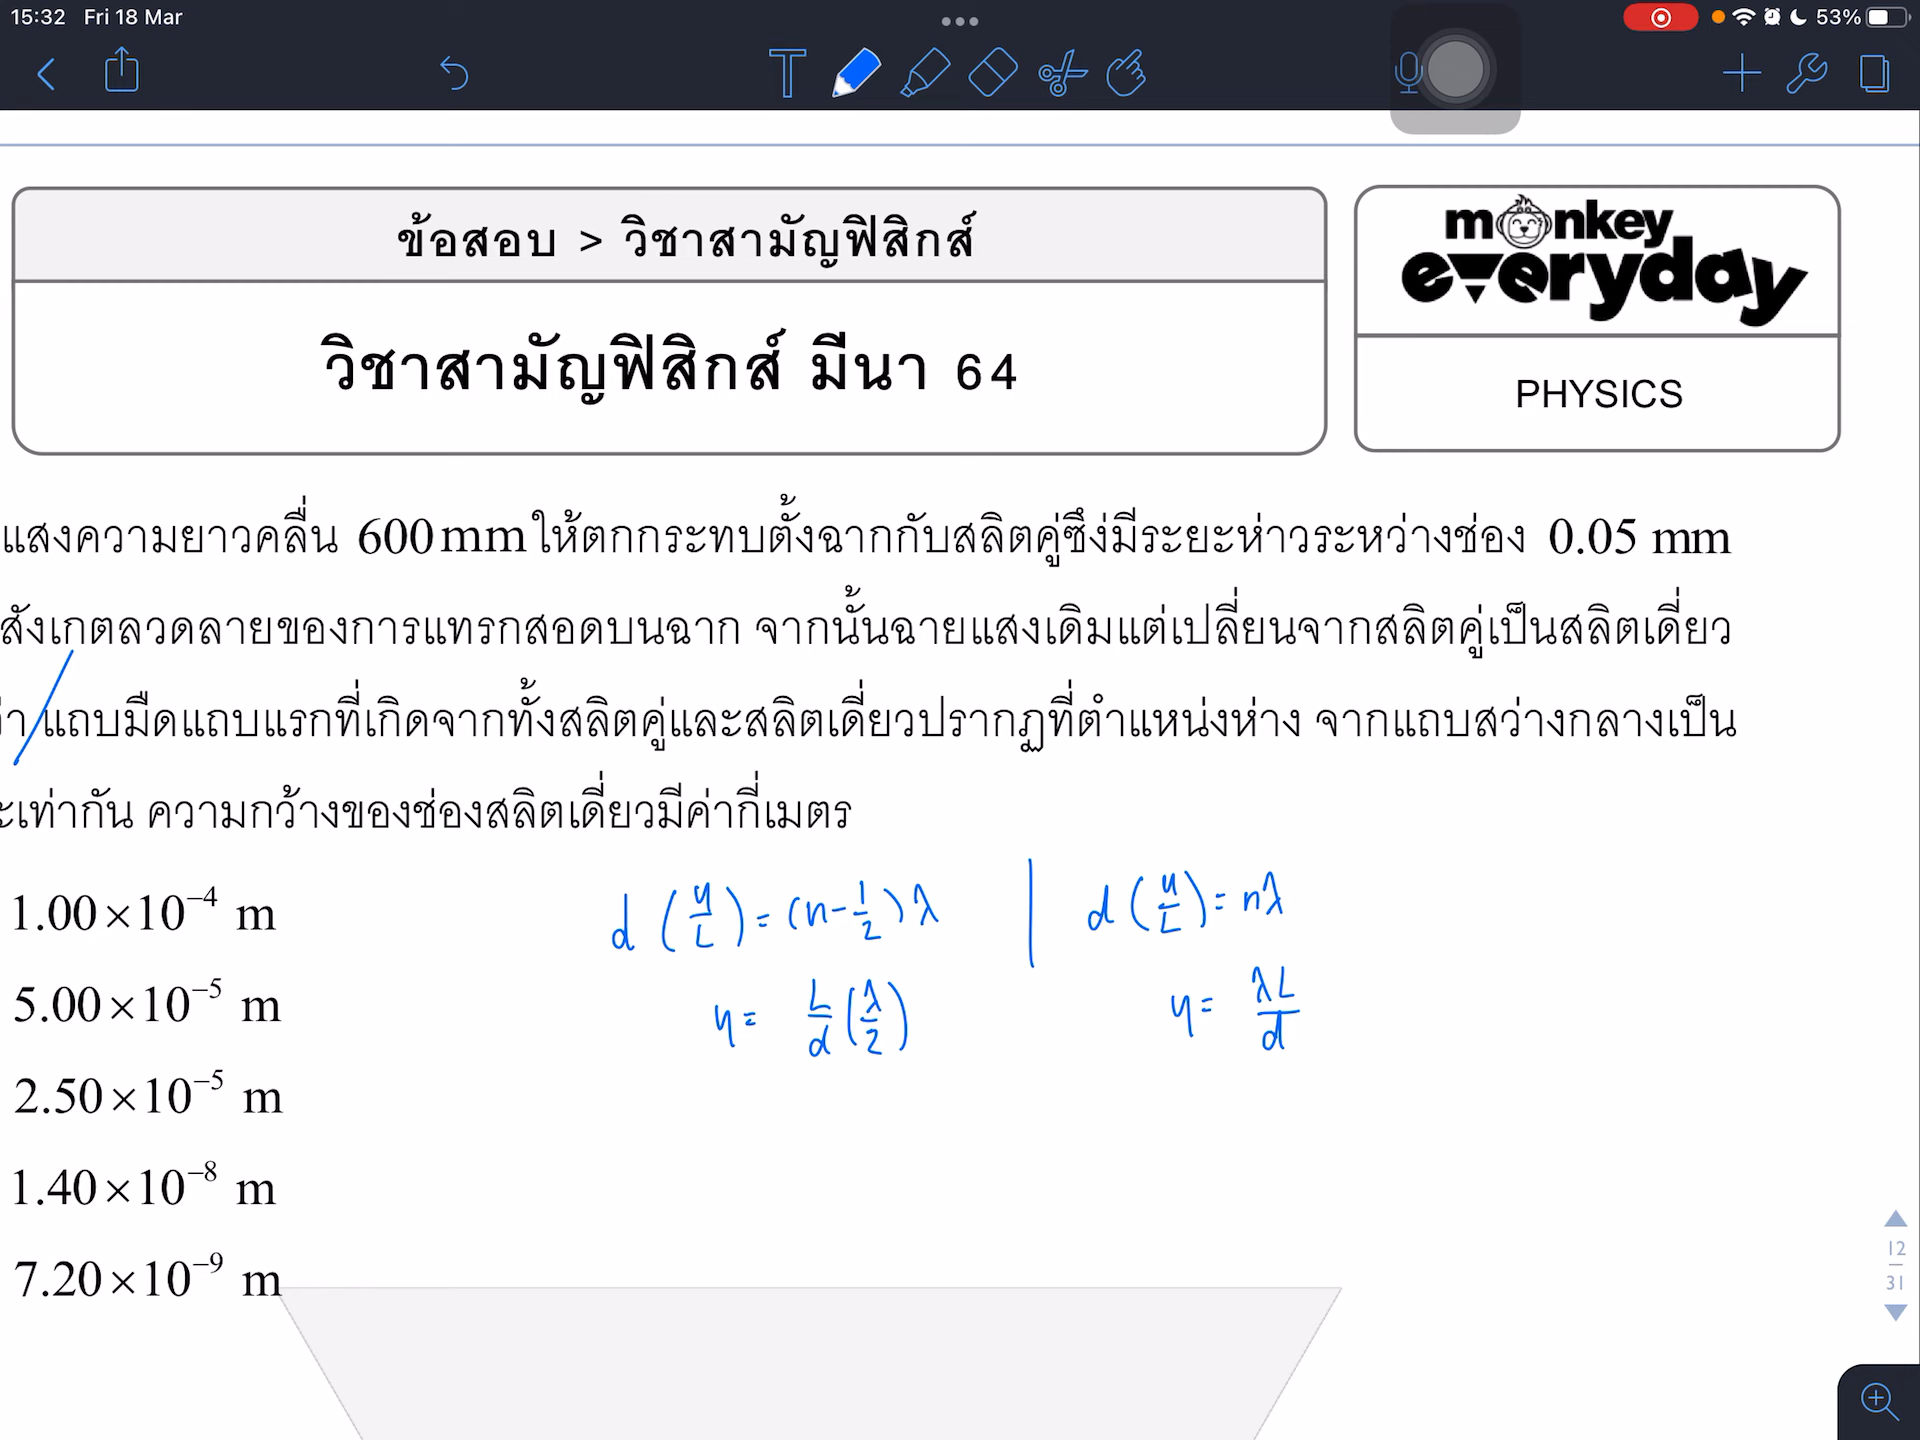 15:32 Fri 18 Mar
53%
T
ข้อสอบ > วิชาสามัญฟิสิกส์
วิชาสามัญฟิสิกส์ มีนา 64
monkey
everyday
PHYSICS
แสงความยาวคลื่น 600 mm ให้ตกกระทบตั้งฉากกับสลิตคู่ซึ่งมีระยะห่าวระหว่างช่อง 0.05 mm
สังเกตลวดลายของการแทรกสอดบนฉาก จากนั้นฉายแสงเดิมแต่เปลี่ยนจากสลิตคู่เป็นสลิตเดี่ยว
ว่า แถบมืดแถบแรกที่เกิดจากทั้งสลิตคู่และสลิตเดี่ยวปรากฏที่ตำแหน่งห่าง จากแถบสว่างกลางเป็น
ะเท่ากัน ความกว้างของช่องสลิตเดี่ยวมีค่ากี่เมตร
1.00×10⁻⁴ m
5.00×10⁻⁵ m
2.50×10⁻⁵ m
1.40×10⁻⁸ m
7.20×10⁻⁹ m
d(y/L) = (n-1/2)λ
y = L/d (λ/2)
d(y/L) = nλ
y = λL/d
12
31